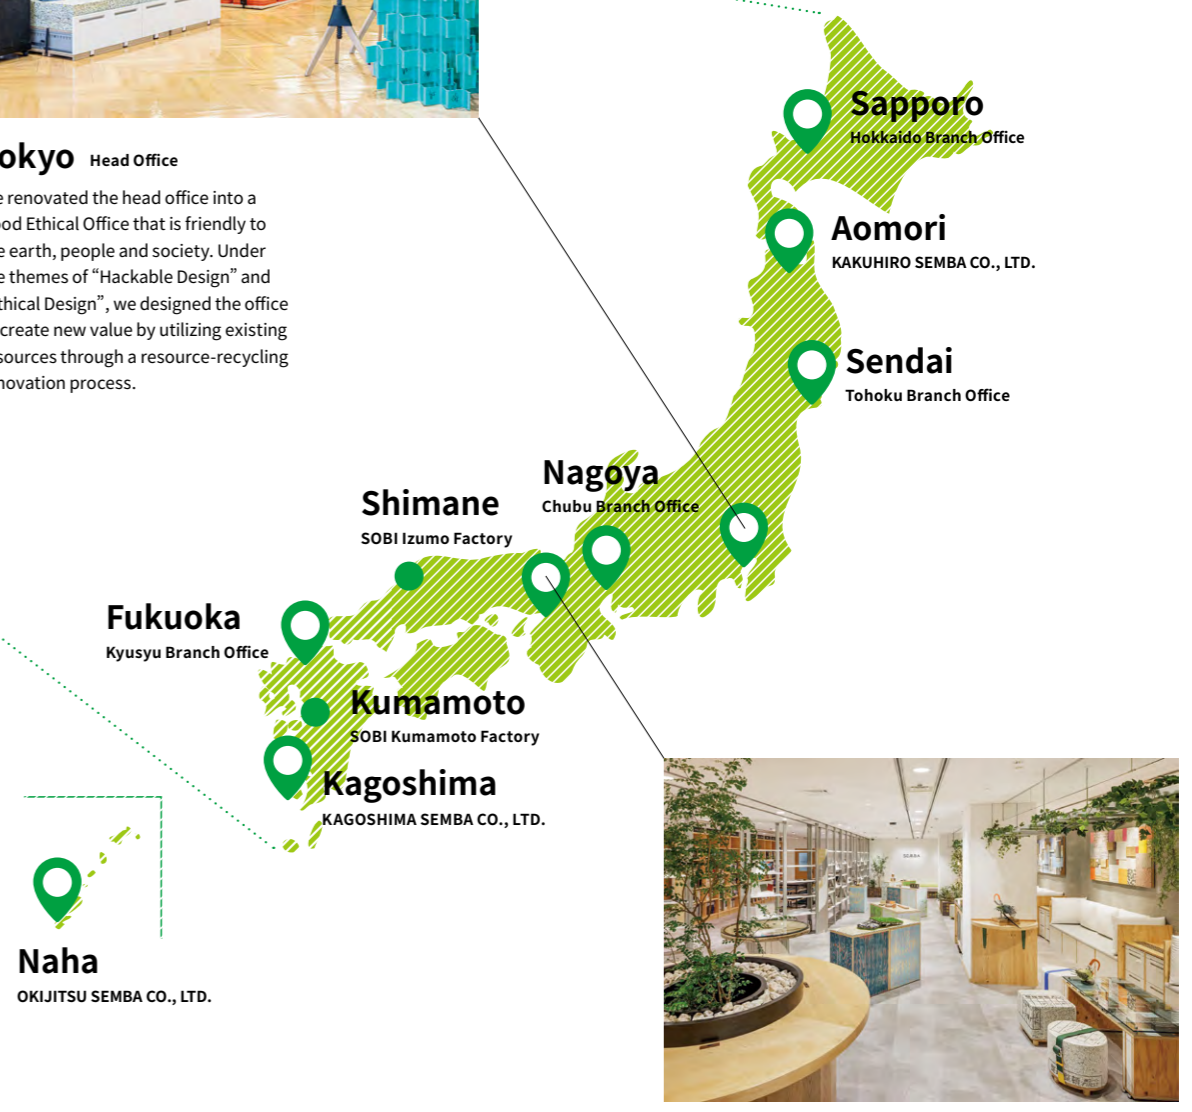 Sapporo
Hokkaido Branch Office
okyo Head Office
e renovated the head office into a
ood Ethical Office that is friendly to
e earth, people and society. Under
e themes of “Hackable Design” and
thical Design”, we designed the office
create new value by utilizing existing
sources through a resource-recycling
novation process.
Aomori
KAKUHIRO SEMBA CO., LTD.
Sendai
Tohoku Branch Office
Nagoya
Chubu Branch Office
Shimane
SOBI Izumo Factory
Fukuoka
Kyusyu Branch Office
Kumamoto
SOBI Kumamoto Factory
Kagoshima
KAGOSHIMA SEMBA CO., LTD.
Naha
OKIJITSU SEMBA CO., LTD.
SEMBA